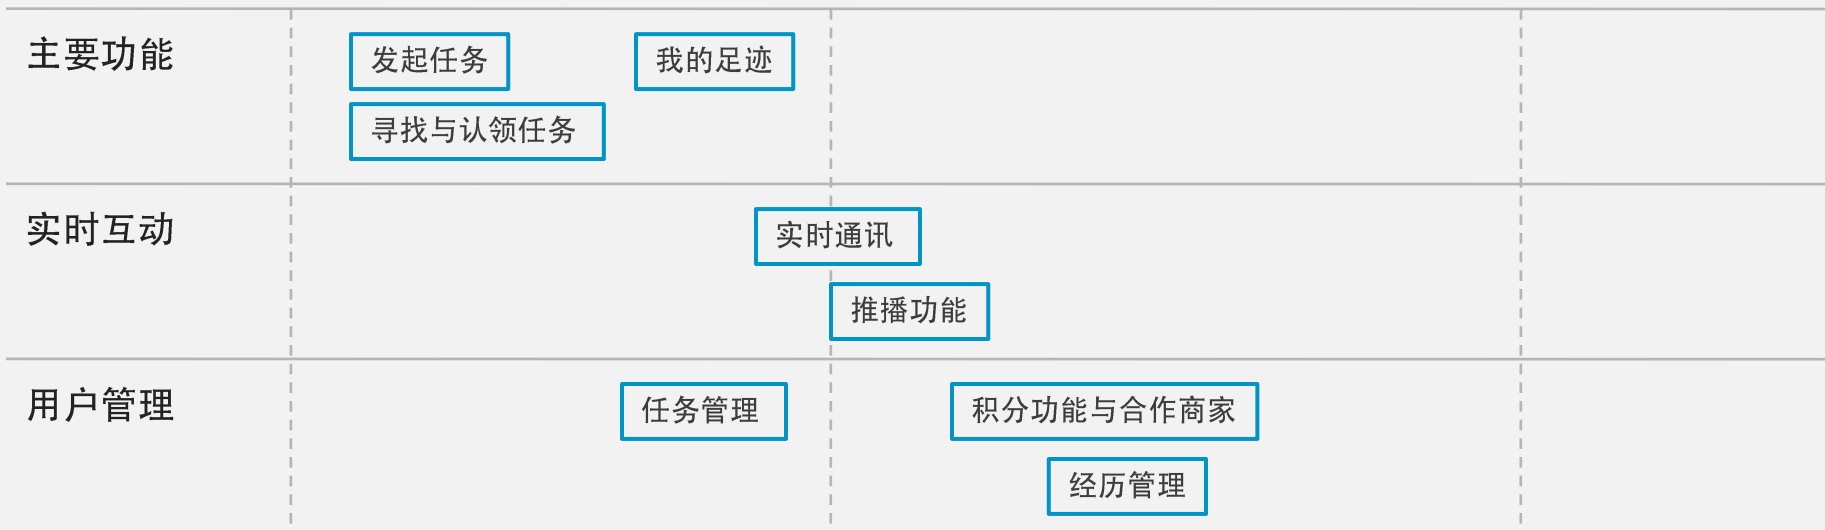 主要功能
发起任务
我的足迹
寻找与认领任务
实时互动
实时通讯
推播功能
用户管理
任务管理
积分功能与合作商家
经历管理